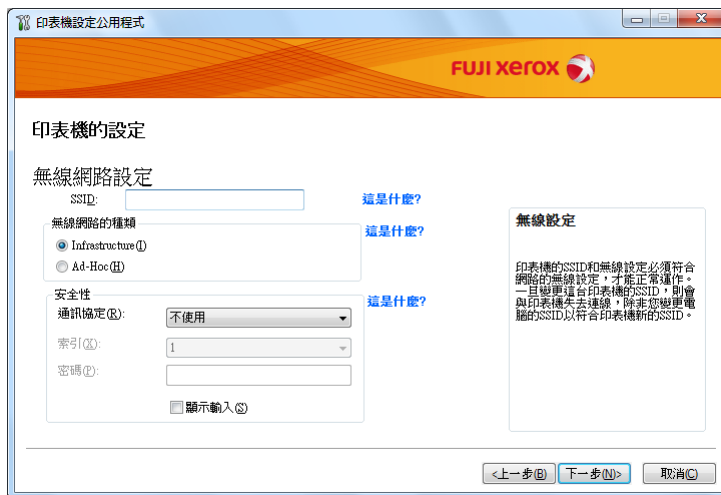 印表機設定公用程式
FUJI xerox
印表機的設定
無線網路設定
SSID:
這是什麼?
無線網路的種類
這是什麼?
Infrastructure(I)
Ad-Hoc(H)
安全性
這是什麼?
通訊協定(R):
不使用
索引(X):
1
密碼(P):
顯示輸入(S)
無線設定
印表機的SSID和無線設定必須符合
網路的無線設定，才能正常運作。
一旦變更這台印表機的SSID，則會
與印表機失去連線，除非您變更電
腦的SSID以符合印表機新的SSID。
<上一步(B)
下一步(N)>
取消(C)